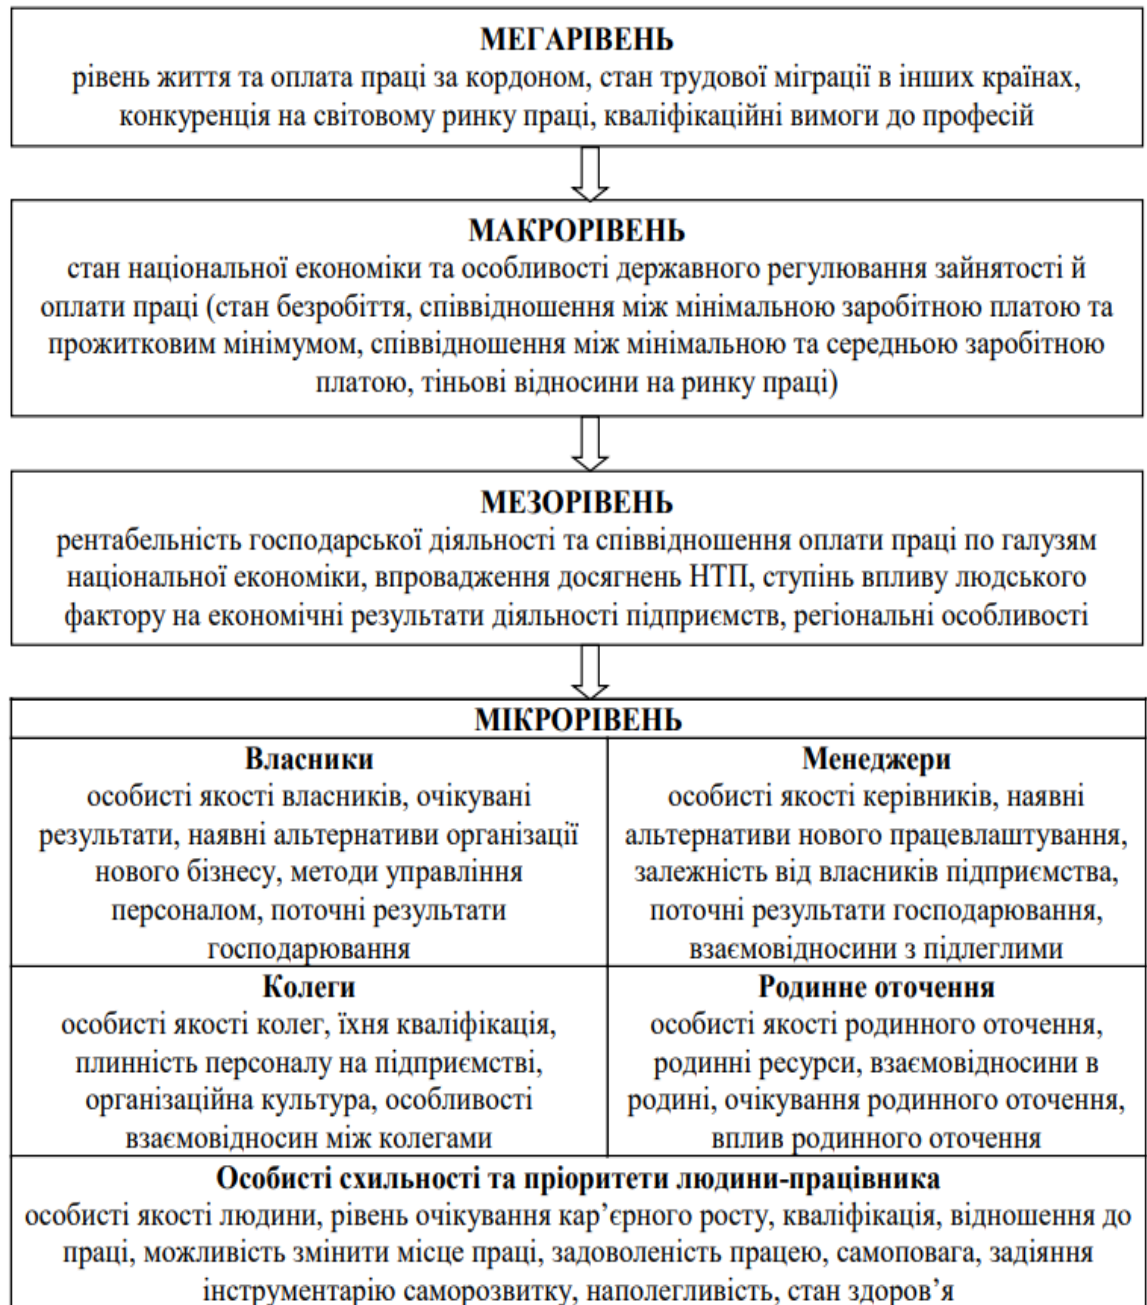 МЕГАРІВЕНЬ
рівень життя та оплата праці за кордоном, стан трудової міграції в інших країнах,
конкуренція на світовому ринку праці, кваліфікаційні вимоги до професій
МАКРОРІВЕНЬ
стан національної економіки та особливості державного регулювання зайнятості й
оплати праці (стан безробіття, співвідношення між мінімальною заробітною платою та
прожитковим мінімумом, співвідношення між мінімальною та середньою заробітною
платою, тіньові відносини на ринку праці)
МЕЗОРІВЕНЬ
рентабельність господарської діяльності та співвідношення оплати праці по галузям
національної економіки, впровадження досягнень НТП, ступінь впливу людського
фактору на економічні результати діяльності підприємств, регіональні особливості
МІКРОРІВЕНЬ
Власники
особисті якості власників, очікувані
результати, наявні альтернативи організації
нового бізнесу, методи управління
персоналом, поточні результати
господарювання
Менеджери
особисті якості керівників, наявні
альтернативи нового працевлаштування,
залежність від власників підприємства,
поточні результати господарювання,
взаємовідносини з підлеглими
Колеги
особисті якості колег, їхня кваліфікація,
плинність персоналу на підприємстві,
організаційна культура, особливості
взаємовідносин між колегами
Родинне оточення
особисті якості родинного оточення,
родинні ресурси, взаємовідносини в
родині, очікування родинного оточення,
вплив родинного оточення
Особисті схильності та пріоритети людини-працівника
особисті якості людини, рівень очікування кар’єрного росту, кваліфікація, відношення до
праці, можливість змінити місце праці, задоволеність працею, самоповага, задіяння
інструментарію саморозвитку, наполегливість, стан здоров’я